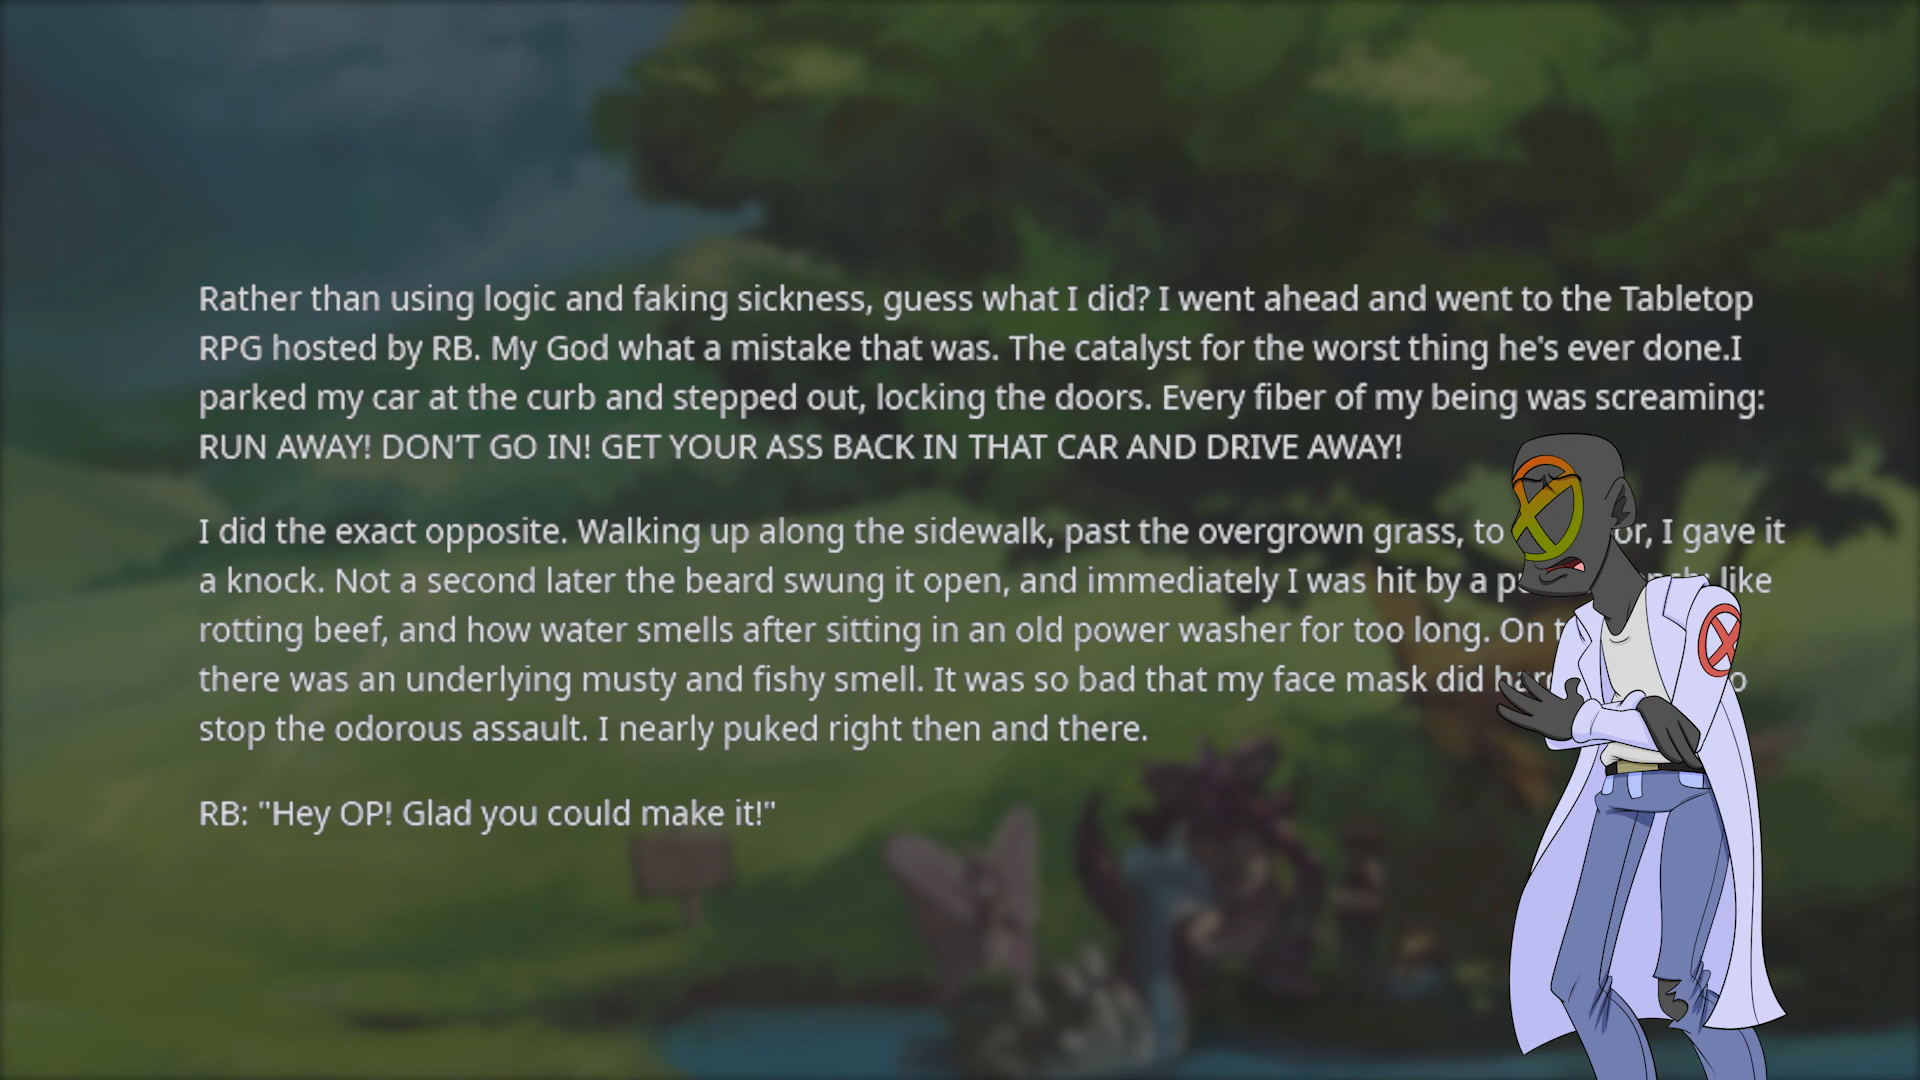 Rather than using logic and faking sickness, guess what I did? I went ahead and went to the Tabletop
RPG hosted by RB. My God what a mistake that was. The catalyst for the worst thing he's ever done.I
parked my car at the curb and stepped out, locking the doors. Every fiber of my being was screaming:
RUN AWAY! DON’T GO IN! GET YOUR ASS BACK IN THAT CAR AND DRIVE AWAY!
I did the exact opposite. Walking up along the sidewalk, past the overgrown grass, to I gave it
a knock. Not a second later the beard swung it open, and immediately I was hit by a like
rotting beef, and how water smells after sitting in an old power washer for too long. On
there was an underlying musty and fishy smell. It was so bad that my face mask did
stop the odorous assault. I nearly puked right then and there.
RB: "Hey OP! Glad you could make it!"